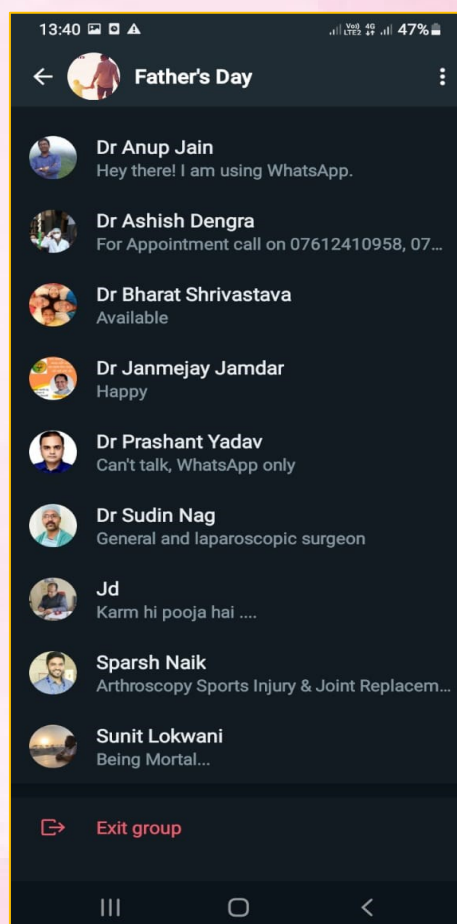 13:40
Vo)) 4G 47%
LTE2
Father's Day
Dr Anup Jain
Hey there! I am using WhatsApp.
Dr Ashish Dengra
For Appointment call on 07612410958, 07...
Dr Bharat Shrivastava
Available
Dr Janmejay Jamdar
Happy
Dr Prashant Yadav
Can't talk, WhatsApp only
Dr Sudin Nag
General and laparoscopic surgeon
Jd
Karm hi pooja hai ....
Sparsh Naik
Arthroscopy Sports Injury & Joint Replacem...
Sunit Lokwani
Being Mortal...
Exit group